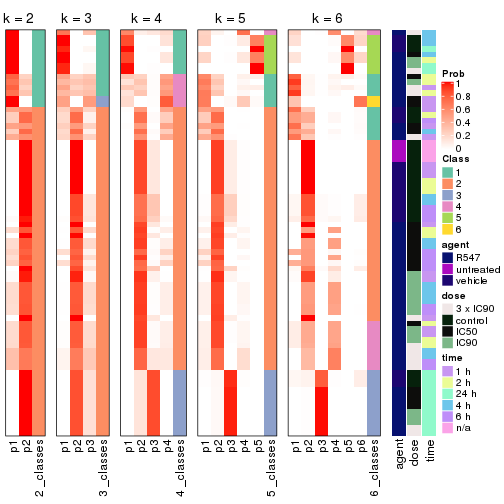 k = 2 k = 3 k = 4 k = 5 k = 6
Prob
1
0.8
0.6
0.4
0.2
0
Class
1
2
3
4
5
6
agent
R547
untreated
vehicle
dose
3 x IC90
control
IC50
IC90
time
1 h
2 h
24 h
4 h
6 h
n/a
p1 p2 2_classes p1 p2 p3 3_classes p1 p2 p3 p4 4_classes p1 p2 p3 p4 p5 5_classes p1 p2 p3 p4 p5 p6 6_classes agent dose time